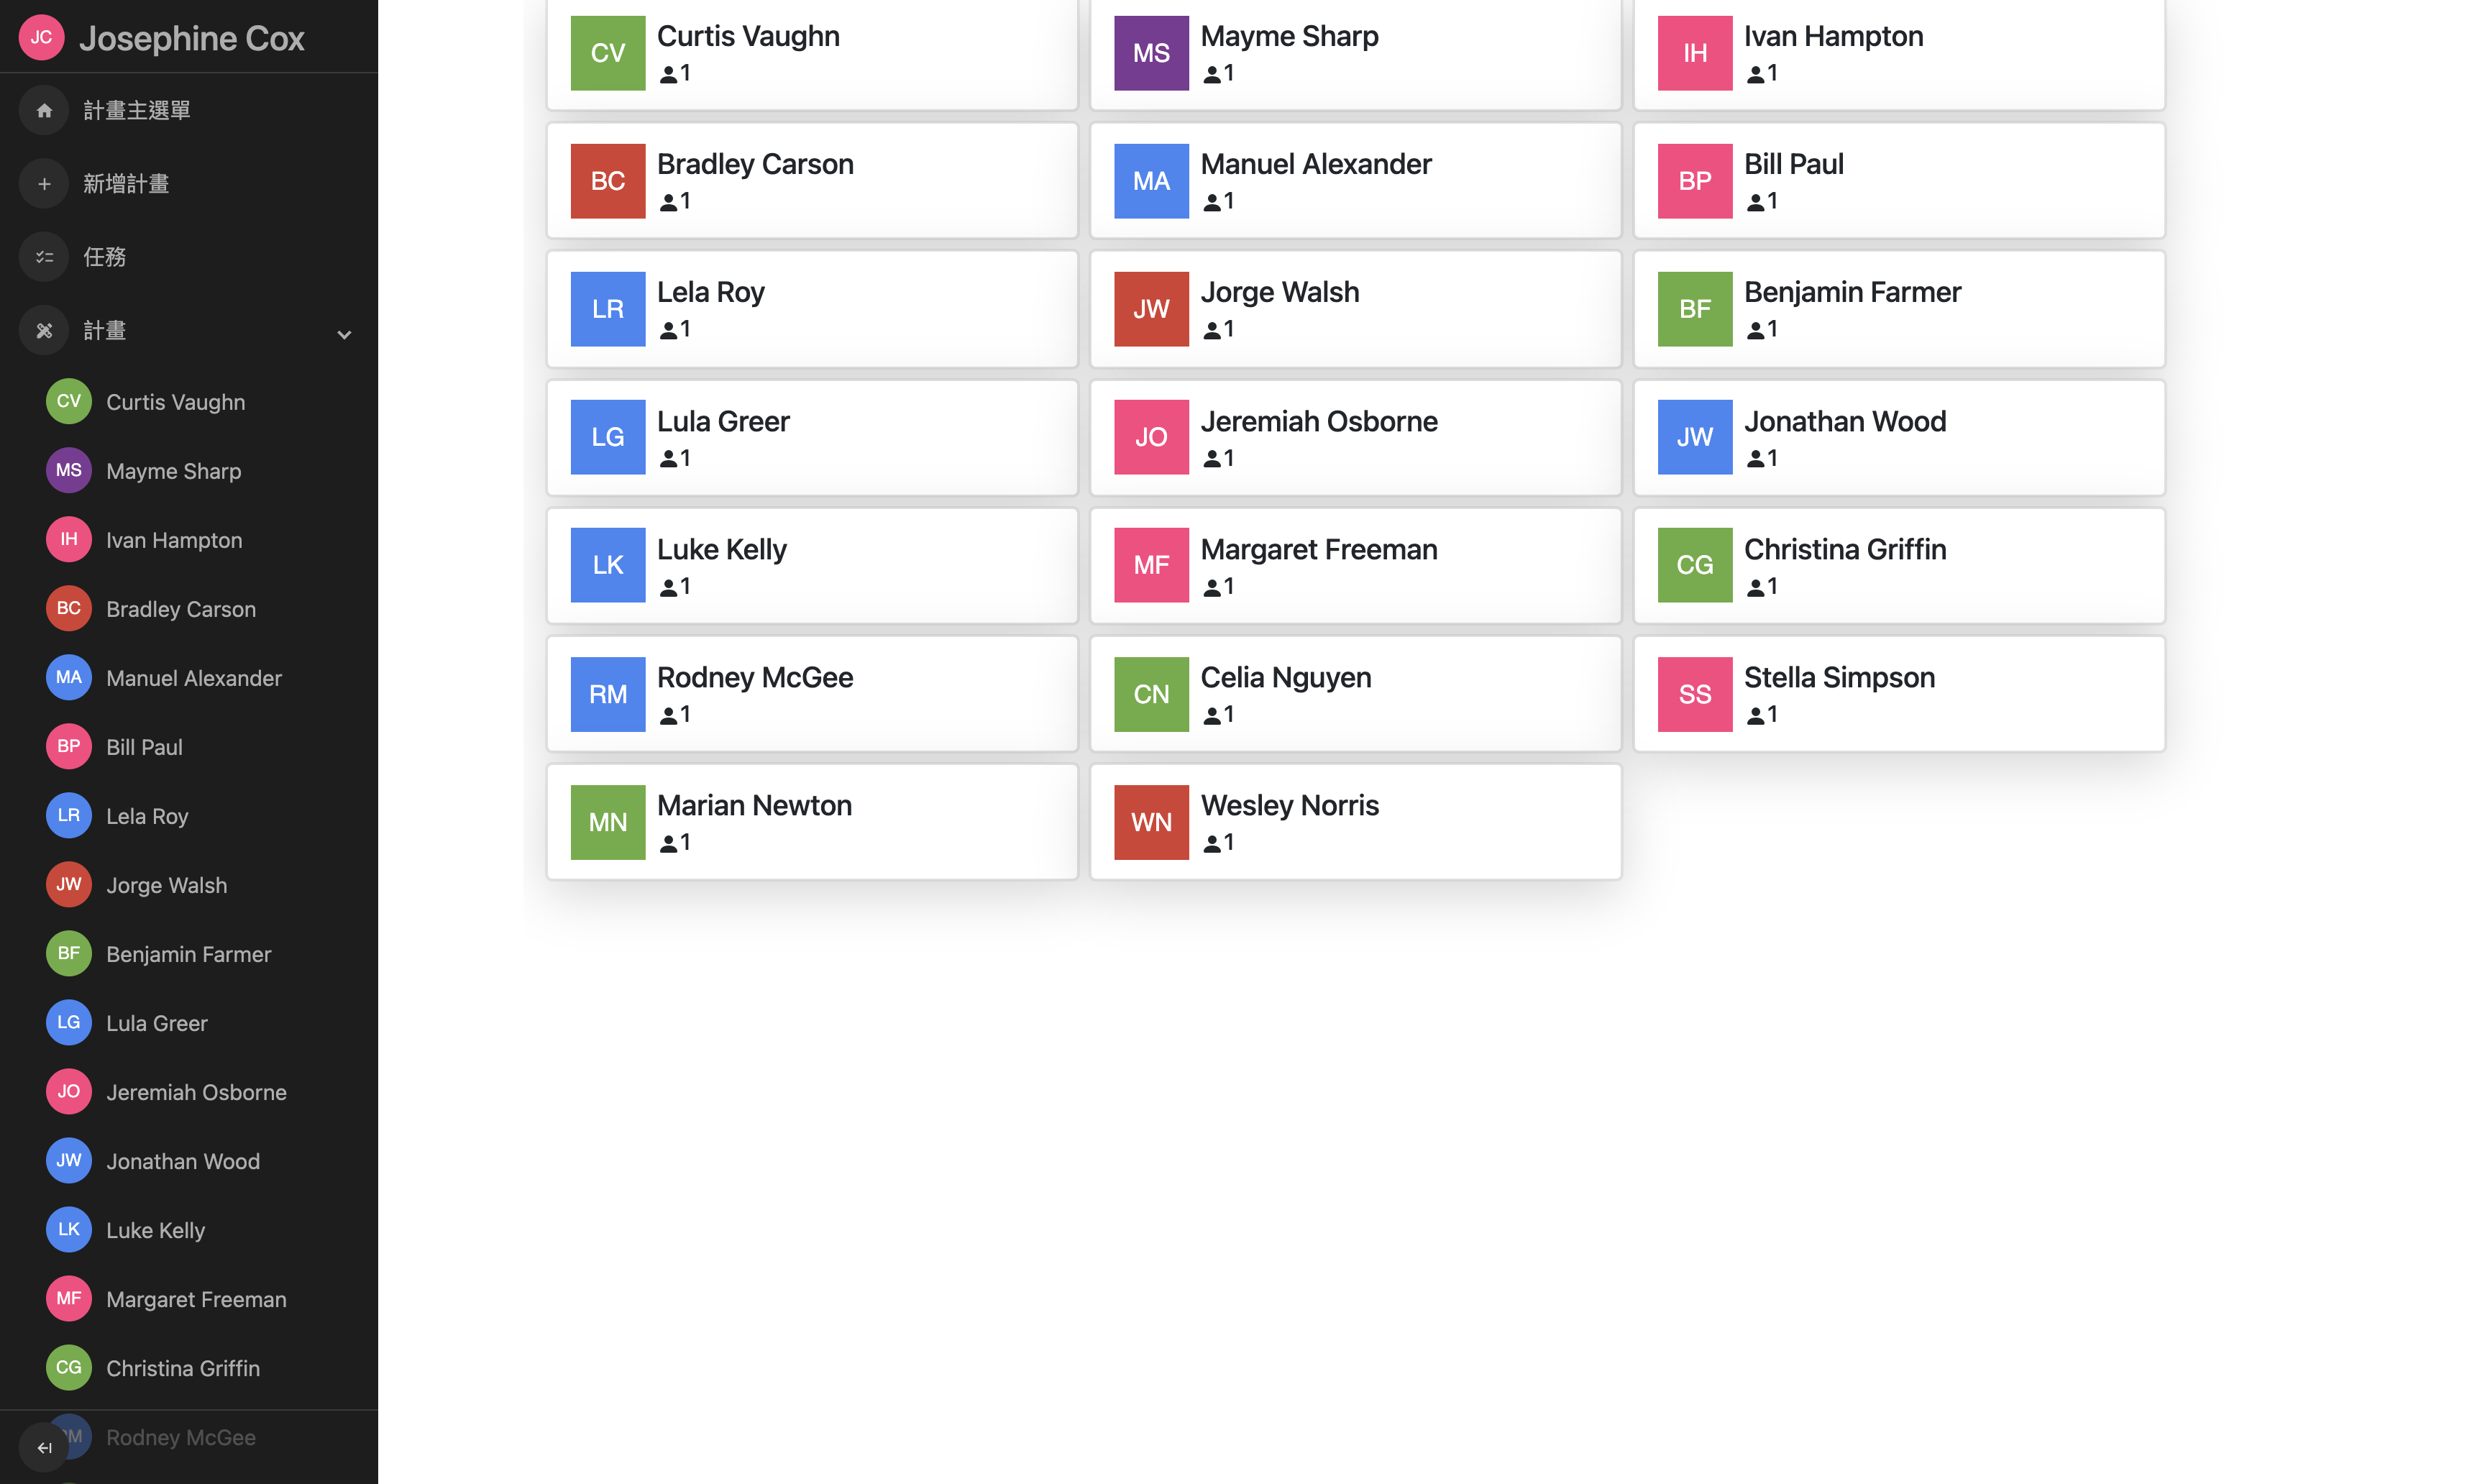 JC Josephine Cox
計畫主選單
新增計畫
任務
計畫
CV Curtis Vaughn
MS Mayme Sharp
IH Ivan Hampton
BC Bradley Carson
MA Manuel Alexander
BP Bill Paul
LR Lela Roy
JW Jorge Walsh
BF Benjamin Farmer
LG Lula Greer
JO Jeremiah Osborne
JW Jonathan Wood
LK Luke Kelly
MF Margaret Freeman
CG Christina Griffin
M Rodney McGee
CV Curtis Vaughn
1
MS Mayme Sharp
1
IH Ivan Hampton
1
BC Bradley Carson
1
MA Manuel Alexander
1
BP Bill Paul
1
LR Lela Roy
1
JW Jorge Walsh
1
BF Benjamin Farmer
1
LG Lula Greer
1
JO Jeremiah Osborne
1
JW Jonathan Wood
1
LK Luke Kelly
1
MF Margaret Freeman
1
CG Christina Griffin
1
RM Rodney McGee
1
CN Celia Nguyen
1
SS Stella Simpson
1
MN Marian Newton
1
WN Wesley Norris
1